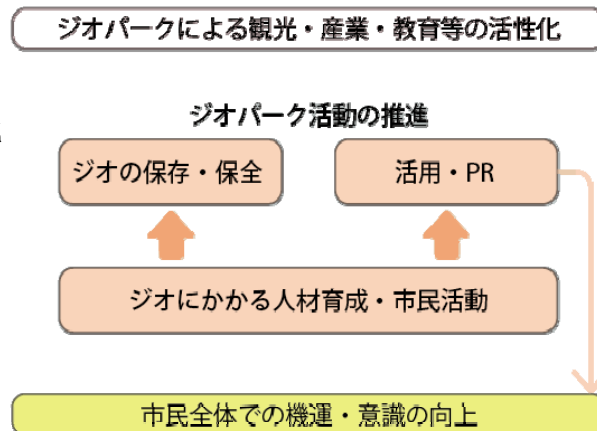 ジオパークによる観光・産業・教育等の活性化
ジオパーク活動の推進
ジオの保存・保全
活用・PR
ジオにかかる人材育成・市民活動
市民全体での機運・意識の向上